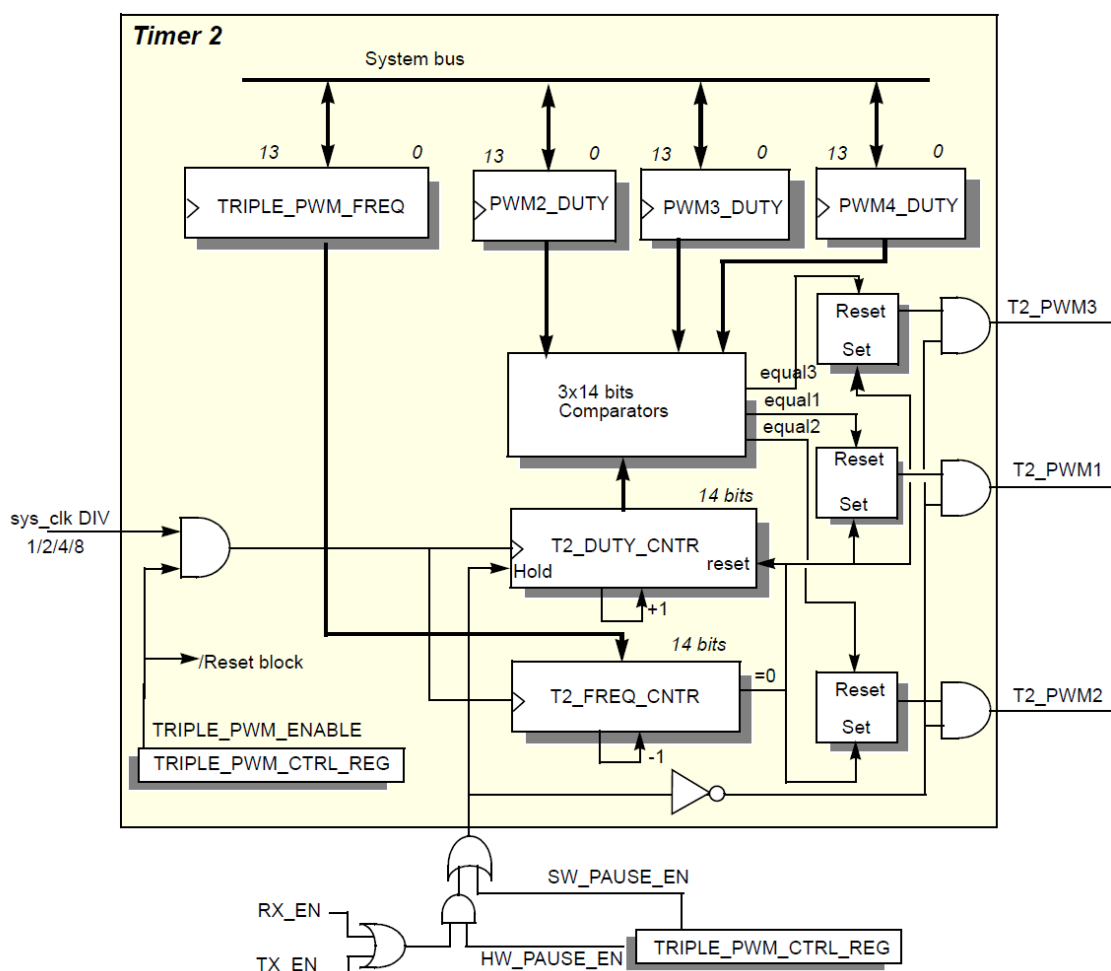 Timer 2
System bus
13 0
13 0
13 0
13 0
TRIPLE_PWM_FREQ
PWM2_DUTY
PWM3_DUTY
PWM4_DUTY
Reset
Set
T2_PWM3
3x14 bits
Comparators
equal3
equal1
equal2
Reset
Set
T2_PWM1
14 bits
sys_clk DIV
1/2/4/8
T2_DUTY_CNTR
Hold
reset
+1
14 bits
/Reset block
T2_FREQ_CNTR
=0
-1
Reset
Set
T2_PWM2
TRIPLE_PWM_ENABLE
TRIPLE_PWM_CTRL_REG
SW_PAUSE_EN
RX_EN
TX_EN
HW_PAUSE_EN
TRIPLE_PWM_CTRL_REG